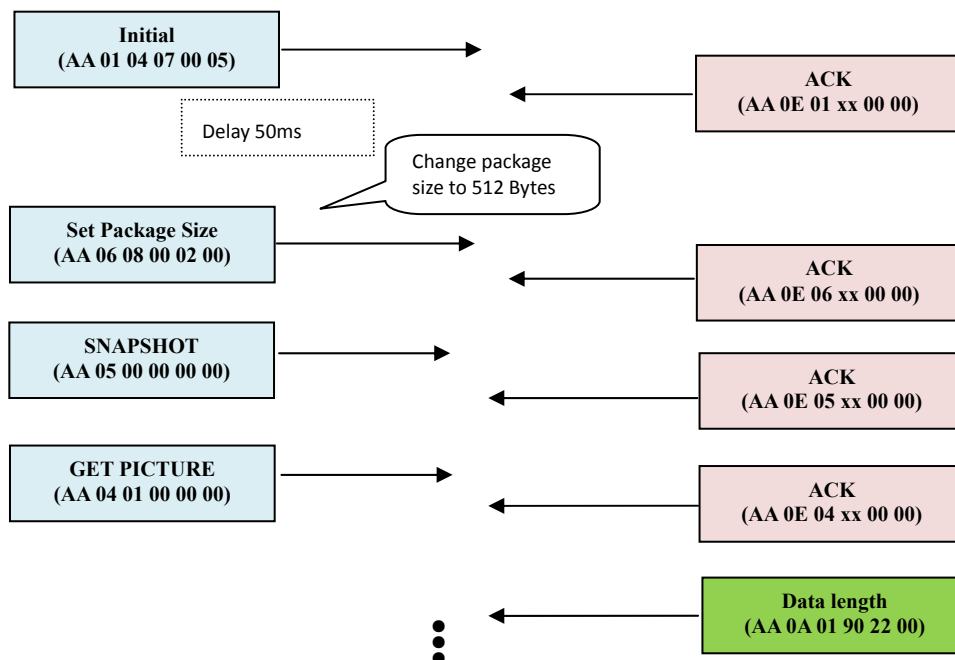 Initial
(AA 01 04 07 00 05)
ACK
(AA 0E 01 xx 00 00)
Delay 50ms
Change package
size to 512 Bytes
Set Package Size
(AA 06 08 00 02 00)
ACK
(AA 0E 06 xx 00 00)
SNAPSHOT
(AA 05 00 00 00 00)
ACK
(AA 0E 05 xx 00 00)
GET PICTURE
(AA 04 01 00 00 00)
ACK
(AA 0E 04 xx 00 00)
Data length
(AA 0A 01 90 22 00)